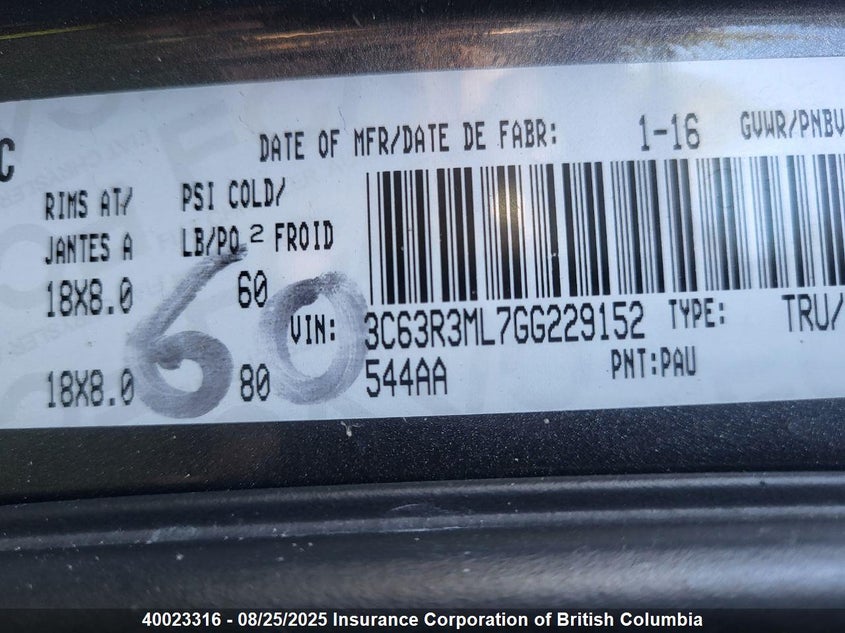 C
DATE OF MFR/DATE DE FABR: 1-16 GVWR/PNBV
RIMS AT/ PSI COLD/
JANTES A LB/PO 2 FROID
18X8.0 60
VIN: 3C63R3ML7GG229152 TYPE: TRU/
18X8.0 80 544AA PNT:PAU
60
40023316 - 08/25/2025 Insurance Corporation of British Columbia